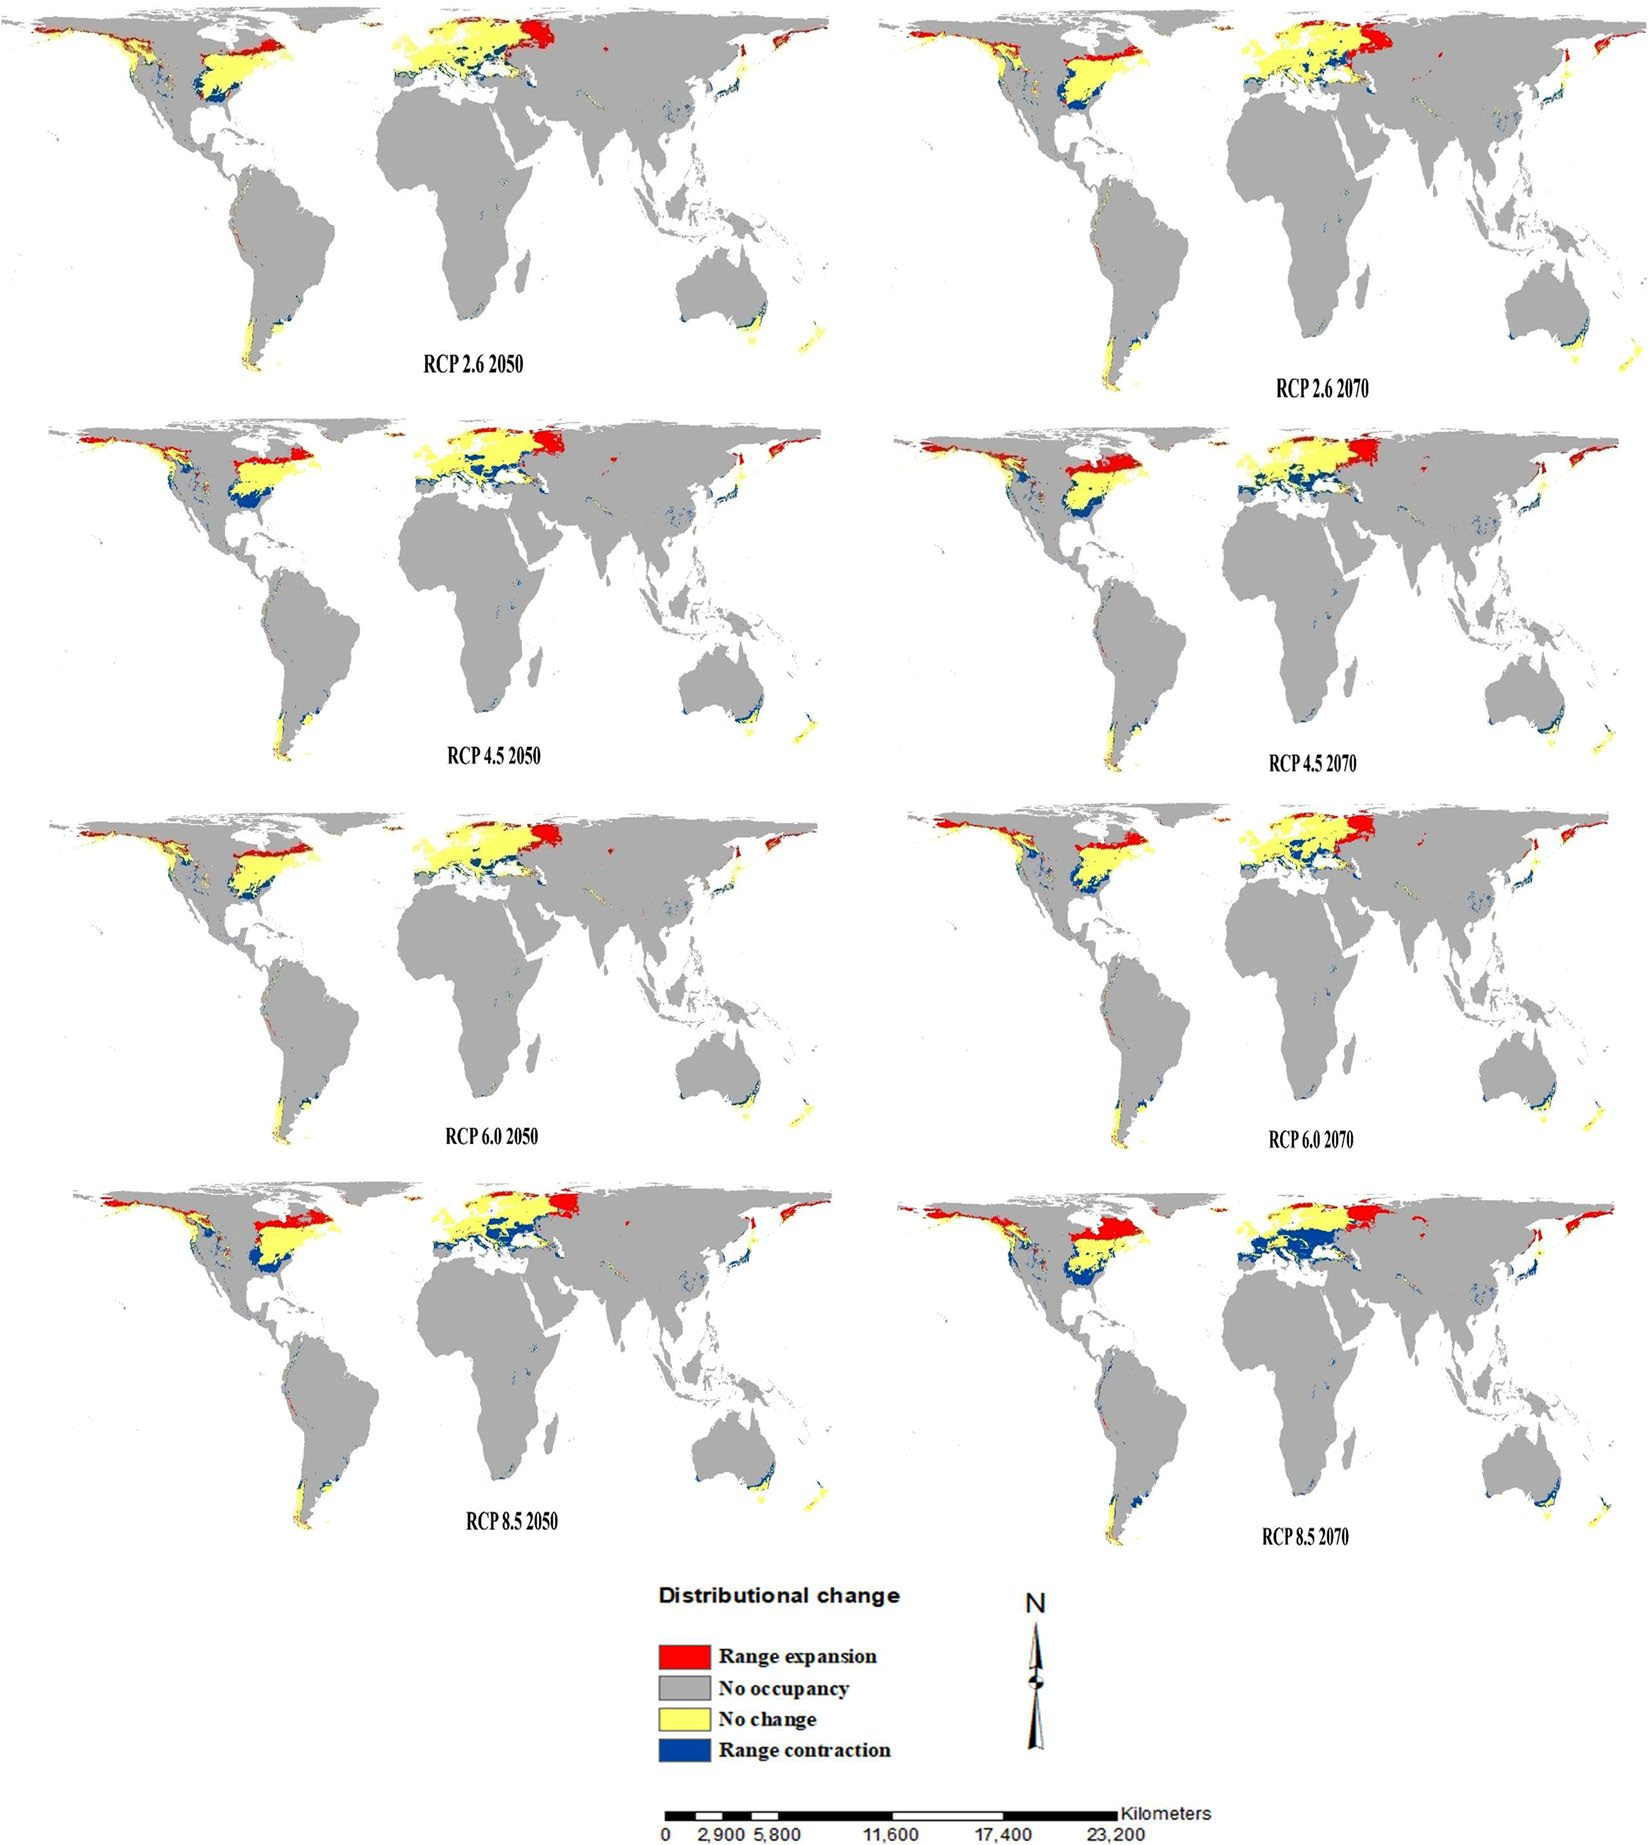 RCP 2.6 2050
RCP 2.6 2070
RCP 4.5 2050
RCP 4.5 2070
RCP 6.0 2050
RCP 6.0 2070
RCP 8.5 2050
RCP 8.5 2070
Distributional change
N
Range expansion
No occupancy
No change
Range contraction
Kilometers
0 2,900 5,800 11,600 17,400 23,200